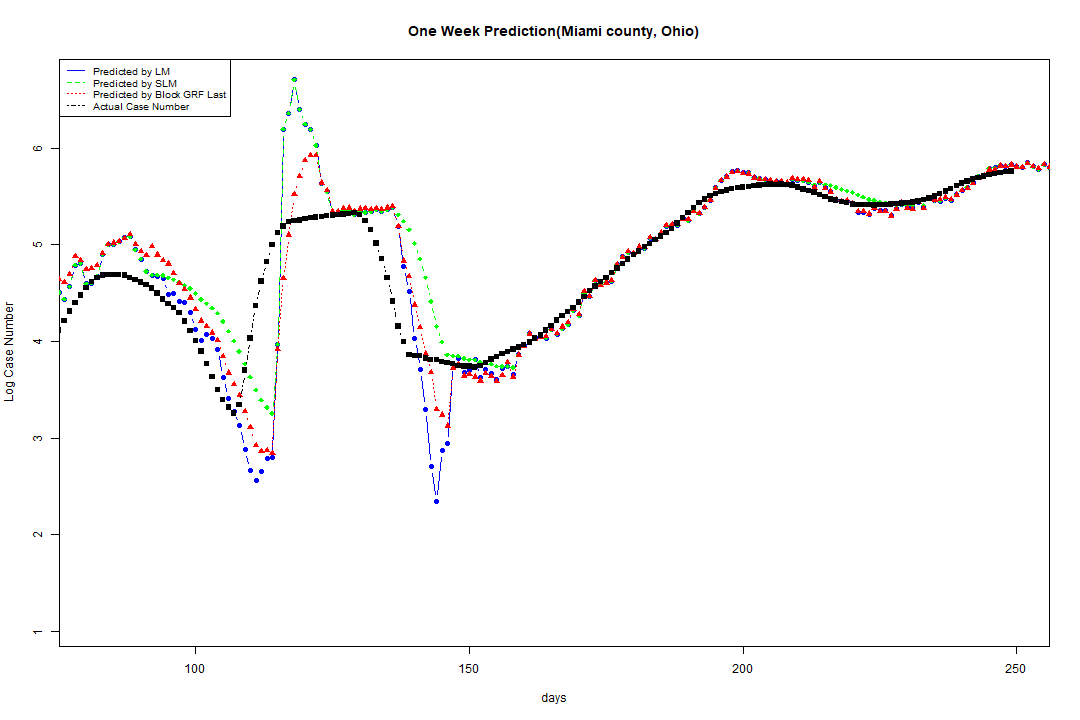 One Week Prediction(Miami county, Ohio)
Predicted by LM
Predicted by SLM
Predicted by Block GRF Last
Actual Case Number
Log Case Number
6
5
4
3
2
1
100 150 200 250
days